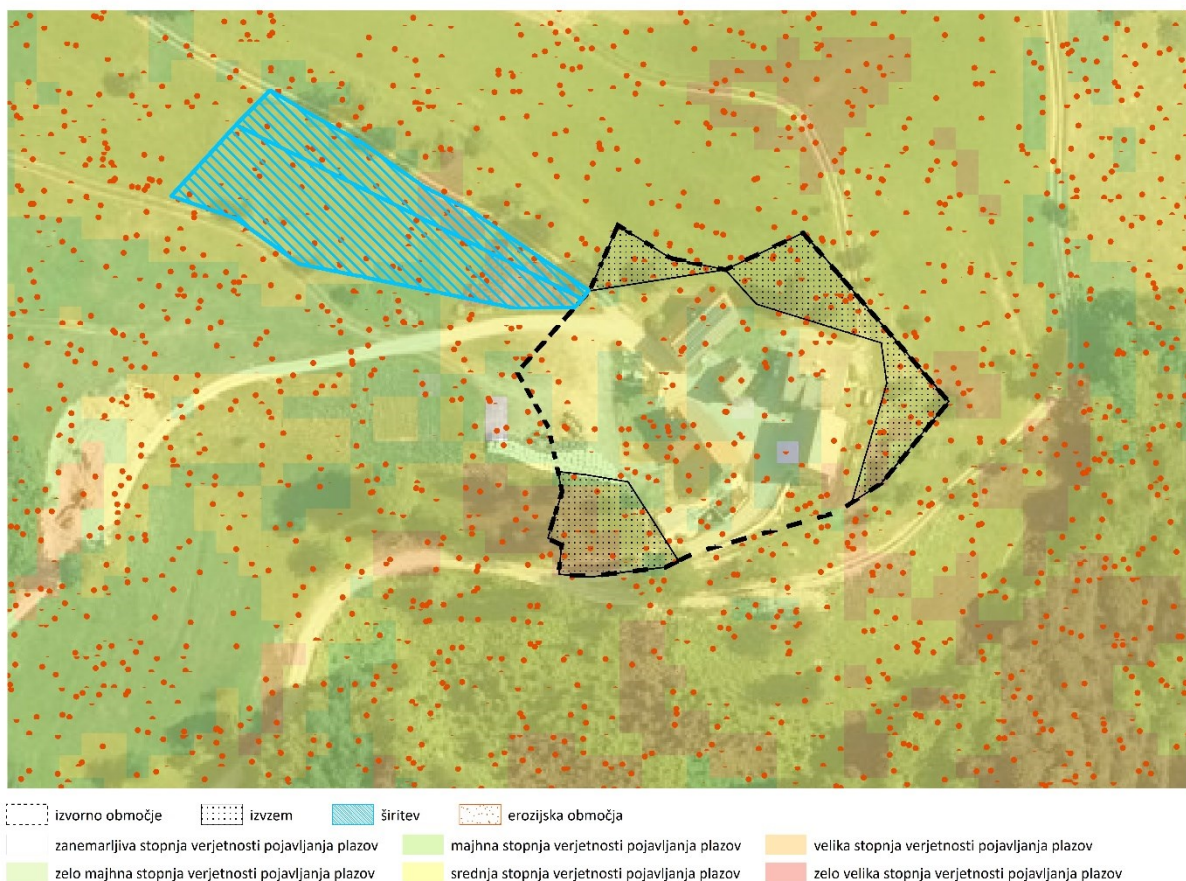 izvorno območje izvzem širitev erozijska območja
zanemarljiva stopnja verjetnosti pojavljanja plazov majhna stopnja verjetnosti pojavljanja plazov velika stopnja verjetnosti pojavljanja plazov
zelo majhna stopnja verjetnosti pojavljanja plazov srednja stopnja verjetnosti pojavljanja plazov zelo velika stopnja verjetnosti pojavljanja plazov